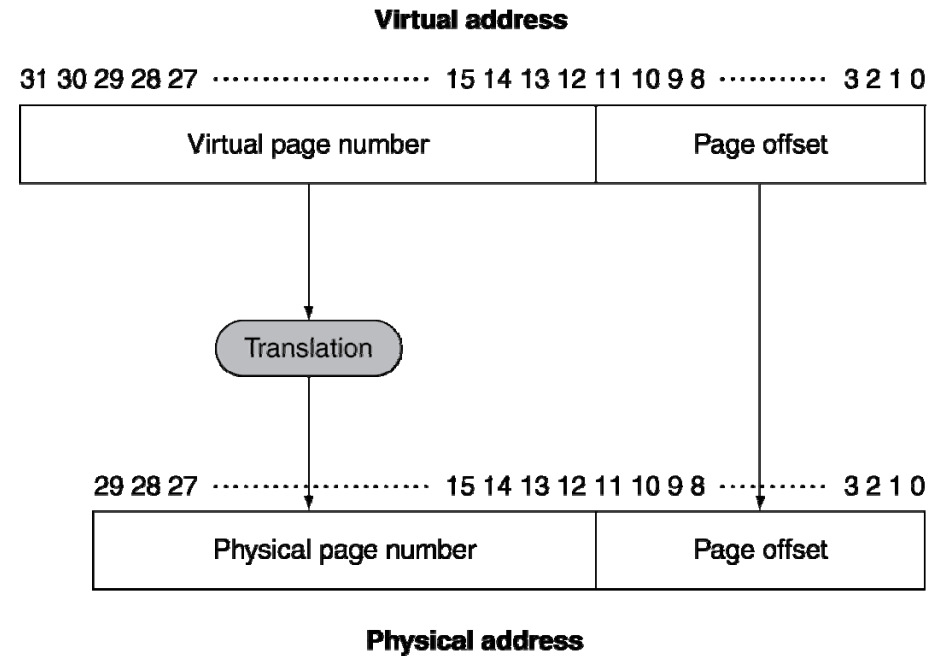 Virtual address
31 30 29 28 27 ······················ 15 14 13 12 11 10 9 8 ··········· 3 2 1 0
Virtual page number Page offset
Translation
29 28 27 ······················ 15 14 13 12 11 10 9 8 ··········· 3 2 1 0
Physical page number Page offset
Physical address